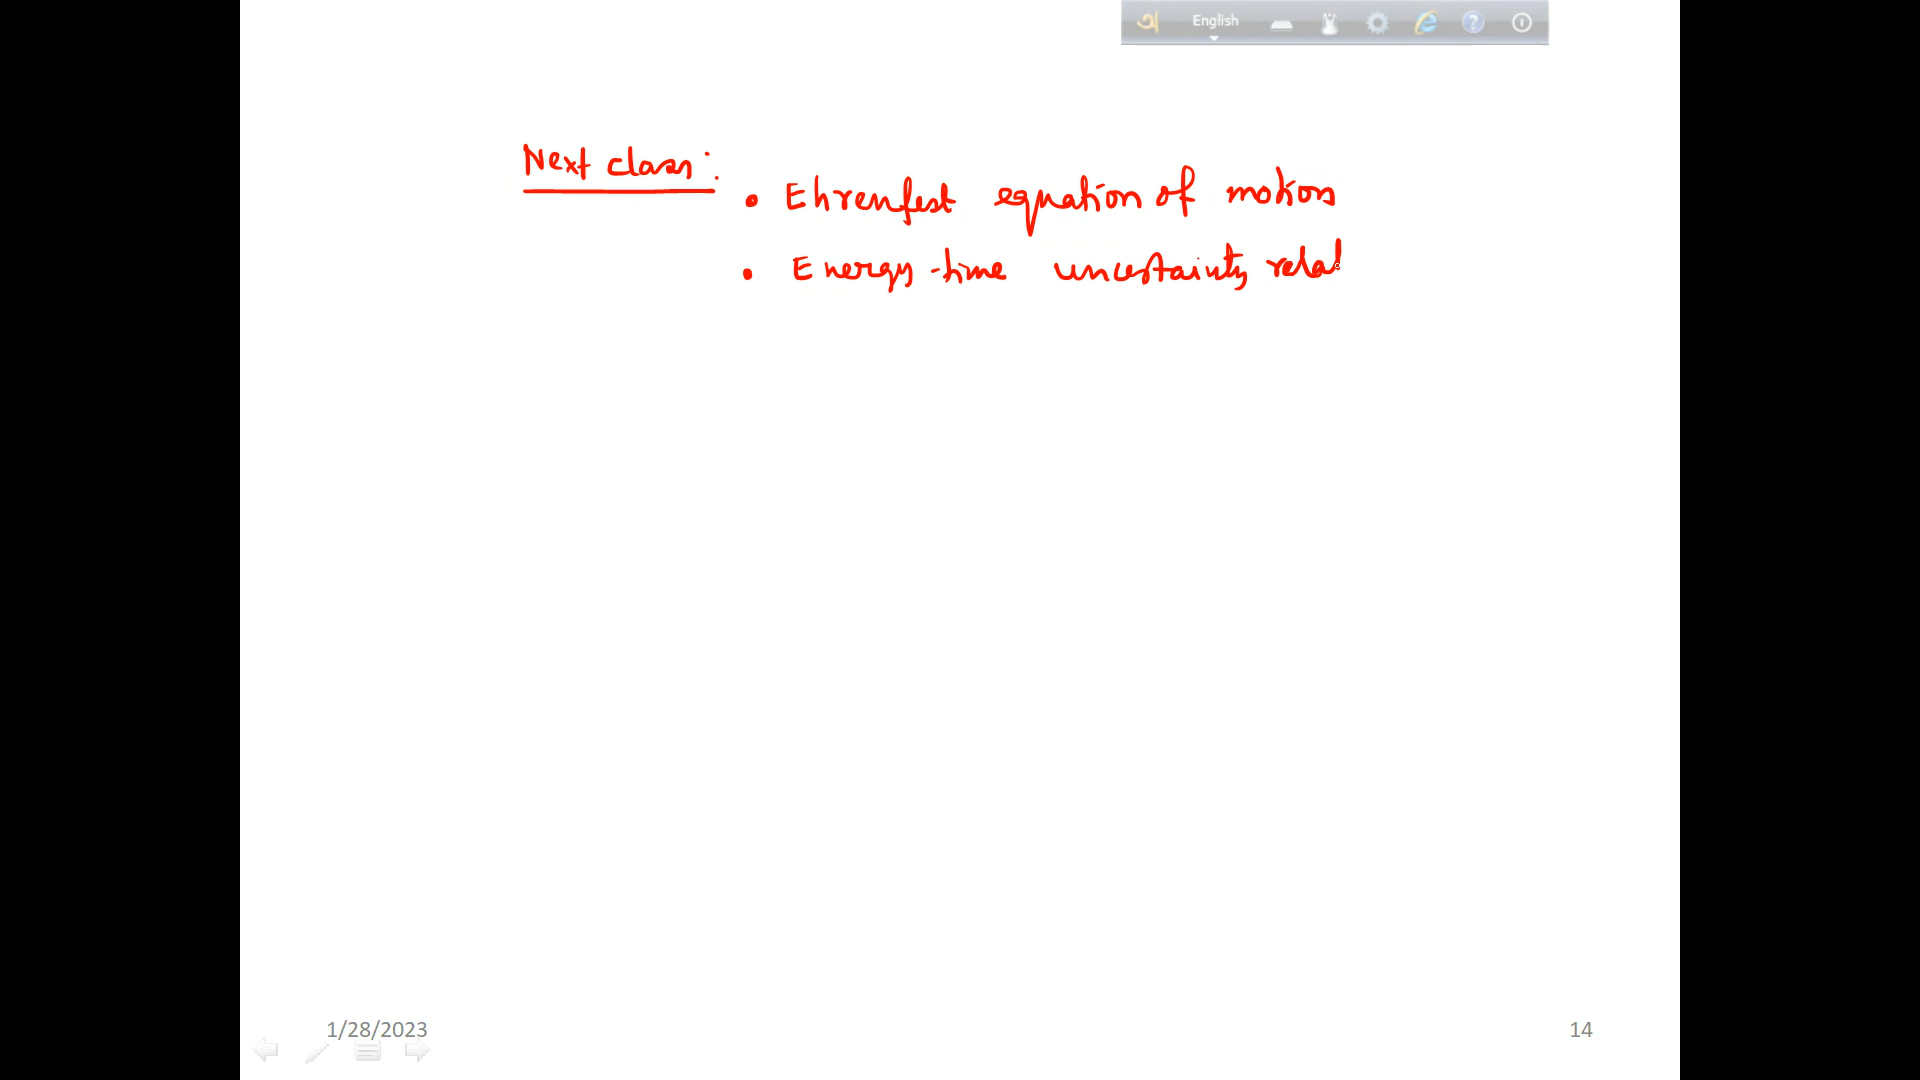 English
Next class:
• Ehrenfest equation of motion
• Energy-time uncertainty relat
1/28/2023
14